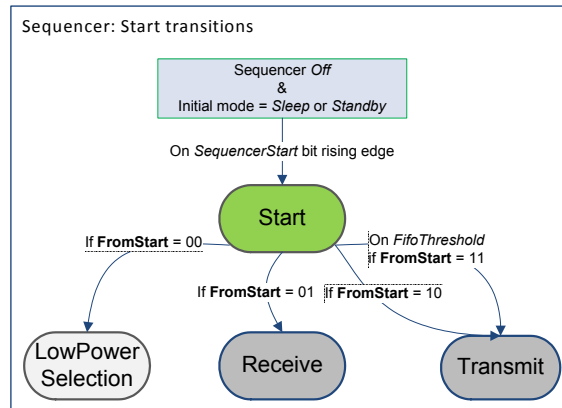 Sequencer: Start transitions
Sequencer Off
&
Initial mode = Sleep or Standby
On SequencerStart bit rising edge
Start
If FromStart = 00
On FifoThreshold
if FromStart = 11
If FromStart = 01
If FromStart = 10
LowPower
Selection
Receive
Transmit